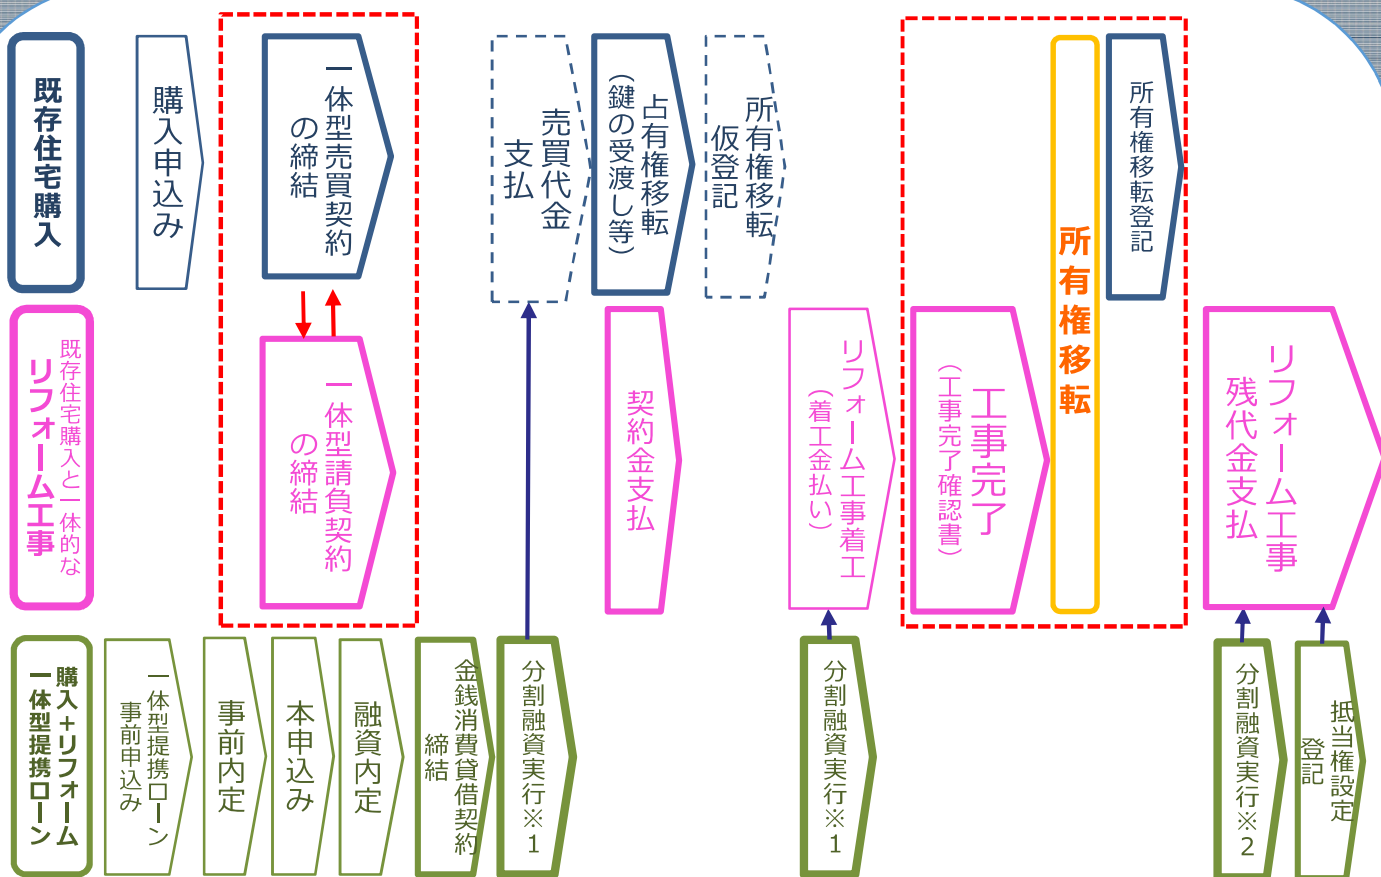 既存住宅購入
購入申込み
一体型売買契約
の締結
売買代金
支払
占有権移転
（鍵の受渡し等）
所有権移転
仮登記
所有権移転登記
所有権移転
既存住宅購入と一体的な
リフォーム工事
一体型請負契約
の締結
契約金支払
リフォーム工事着工
（着工金払い）
工事完了
（工事完了確認書）
リフォーム工事
残代金支払
購入+リフォーム
一体型提携ローン
一体型提携ローン
事前申込み
事前内定
本申込み
融資内定
金銭消費貸借契約
締結
分割融資実行※1
分割融資実行※1
分割融資実行※2
抵当権設定
登記